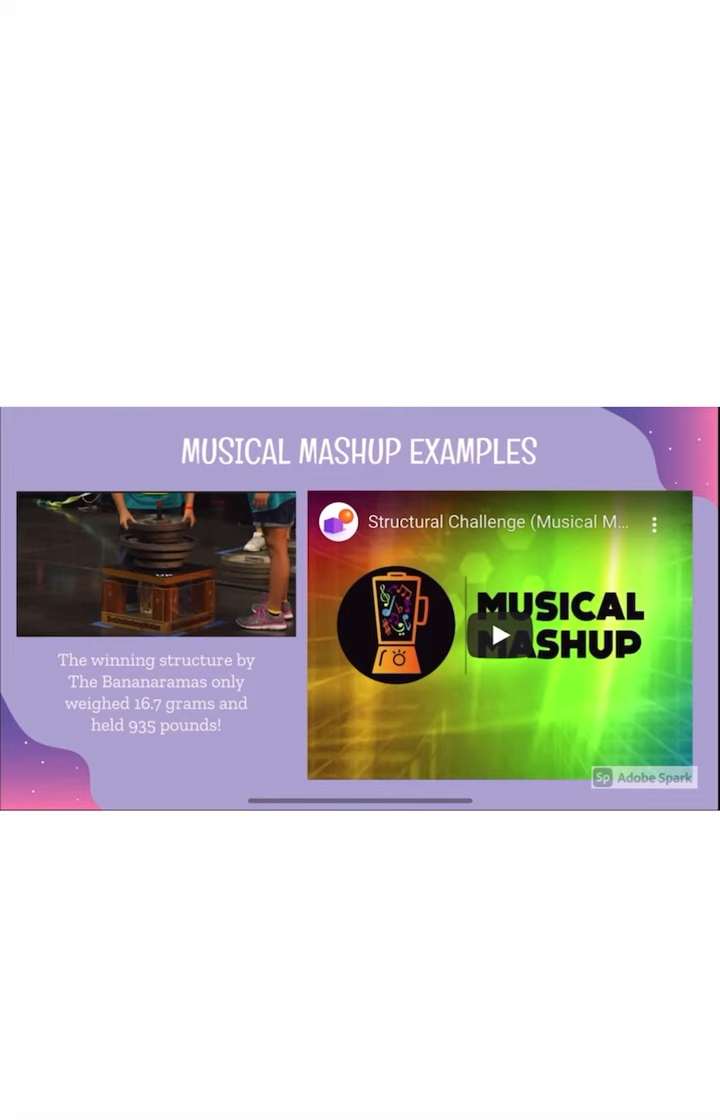 MUSICAL MASHUP EXAMPLES
UP
The winning structure by
The Bananaramas only
weighed 16.7 grams and
held 935 pounds!
Structural Challenge (Musical M...
MUSICAL
MASHUP
Sp Adobe Spark